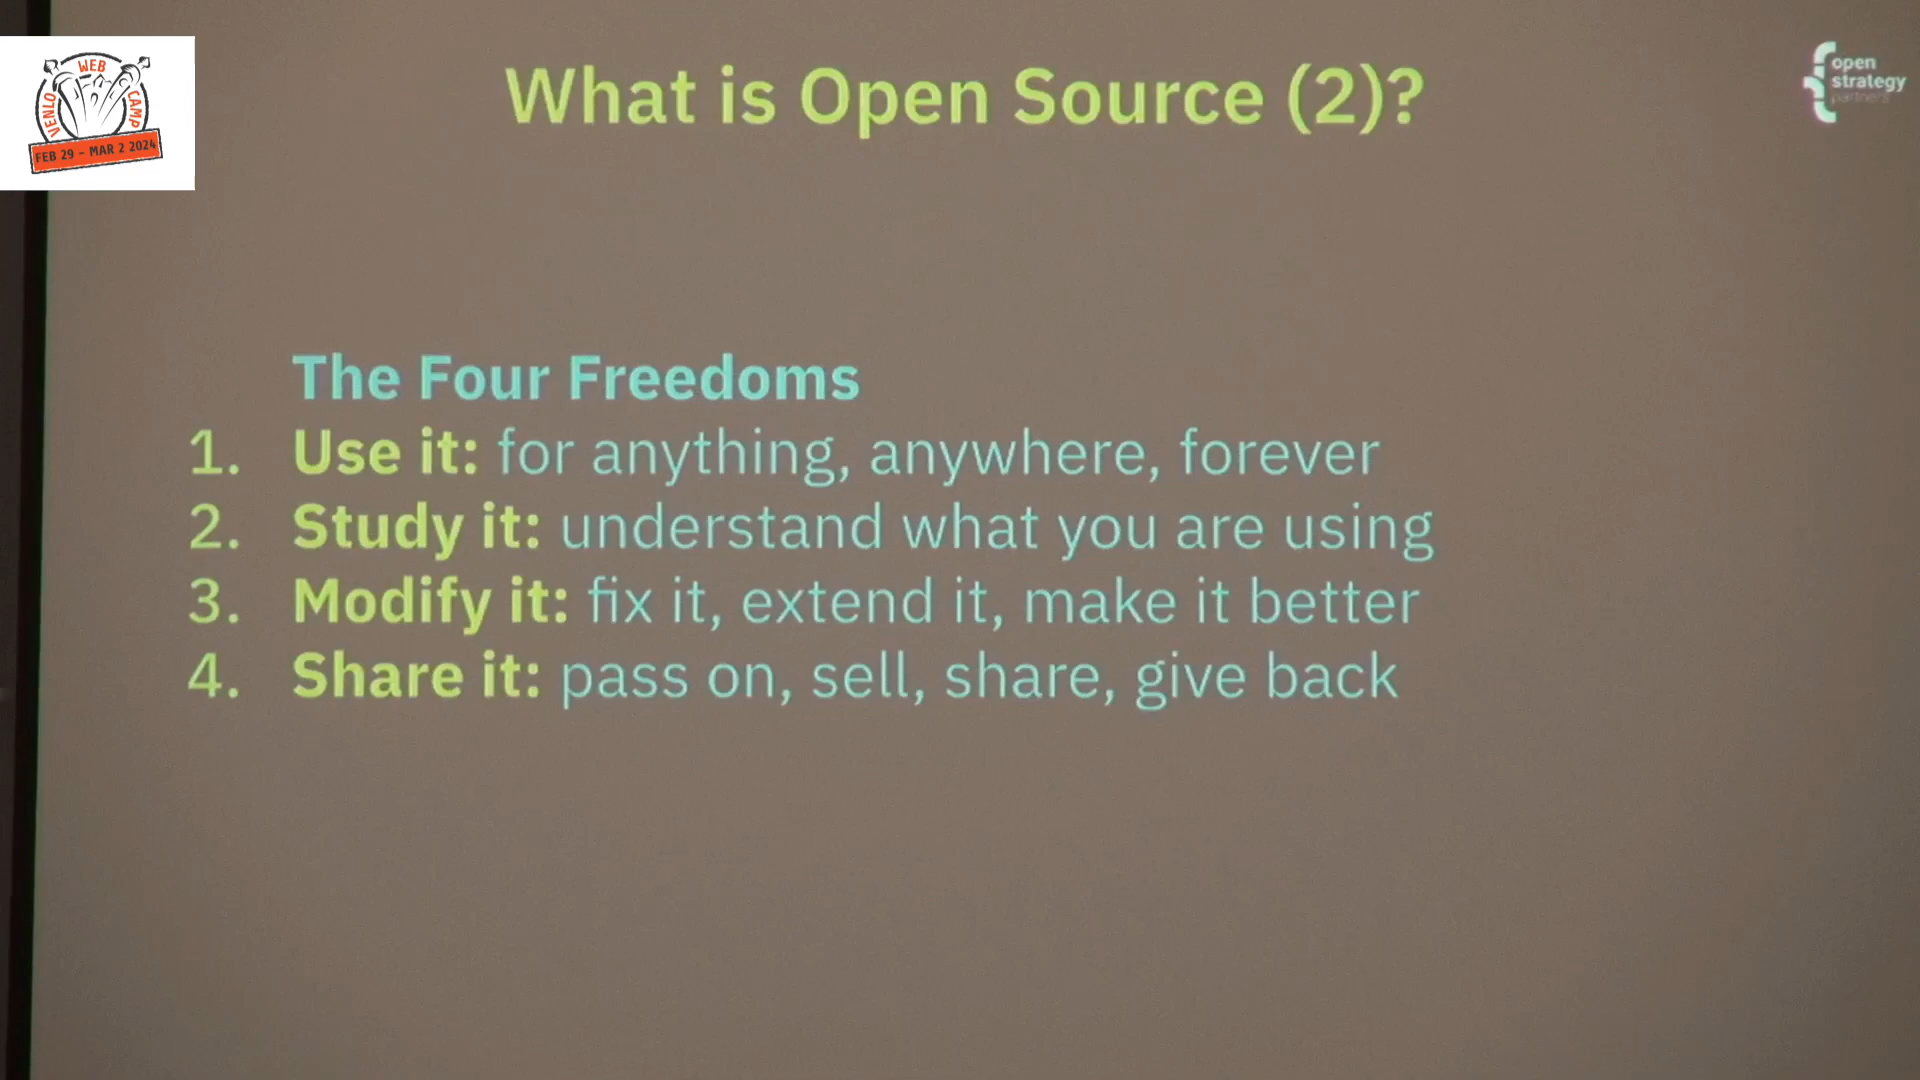 What is Open Source (2)?
open
strategy
partners
VENLO
WEB
CAMP
FEB 29 - MAR 2 2024
The Four Freedoms
1. Use it: for anything, anywhere, forever
2. Study it: understand what you are using
3. Modify it: fix it, extend it, make it better
4. Share it: pass on, sell, share, give back